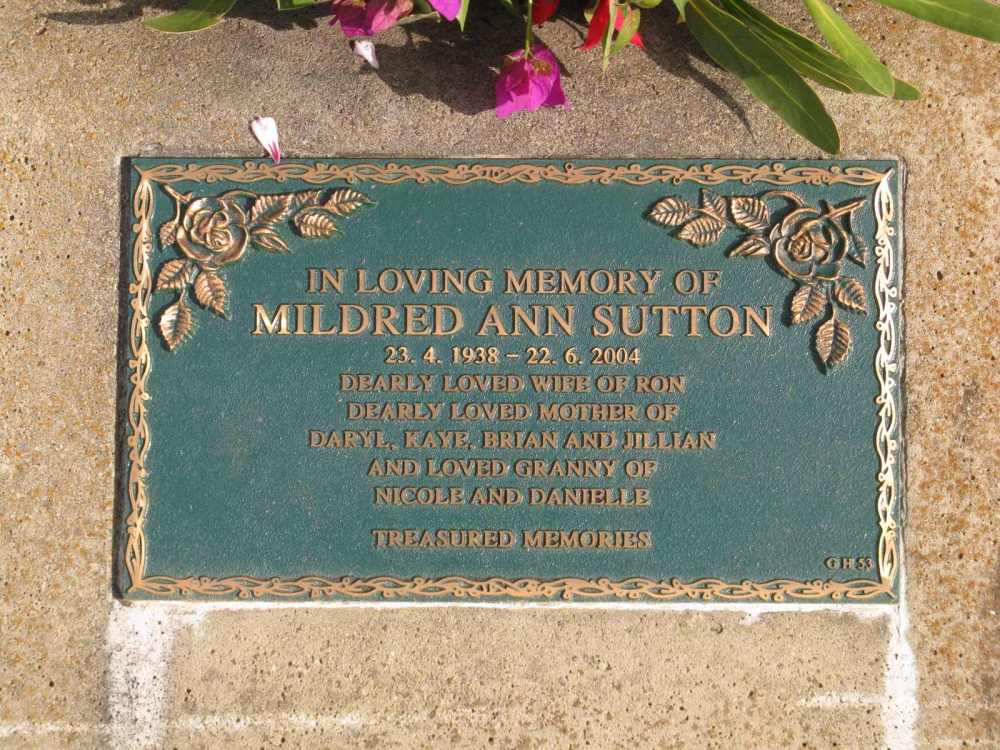 IN LOVING MEMORY OF
MILDRED ANN SUTTON
23. 4. 1938 – 22. 6. 2004
DEARLY LOVED WIFE OF RON
DEARLY LOVED MOTHER OF
DARYL, KAYE, BRIAN AND JILLIAN
AND LOVED GRANNY OF
NICOLE AND DANIELLE
TREASURED MEMORIES
G H 53